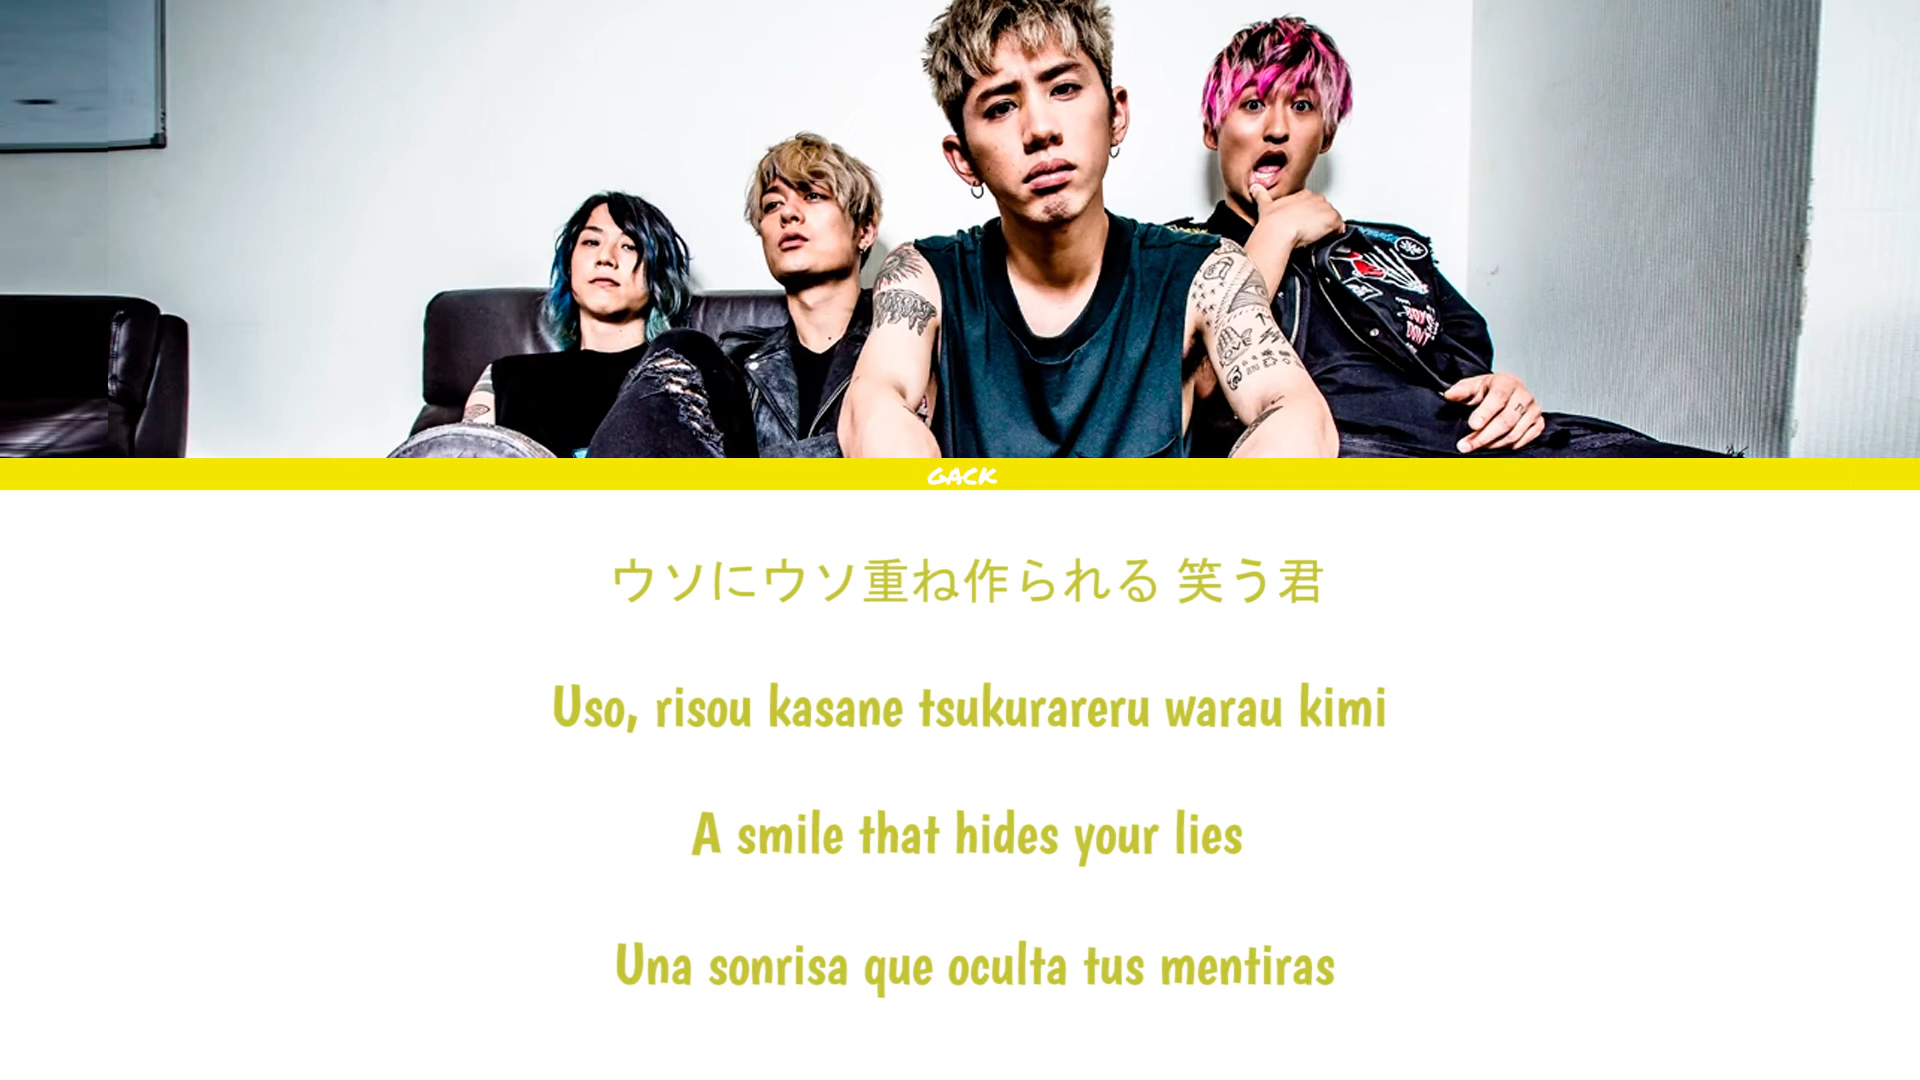 GACK
ウソにウソ重ね作られる 笑う君
Uso, risou kasane tsukurareru warau kimi
A smile that hides your lies
Una sonrisa que oculta tus mentiras